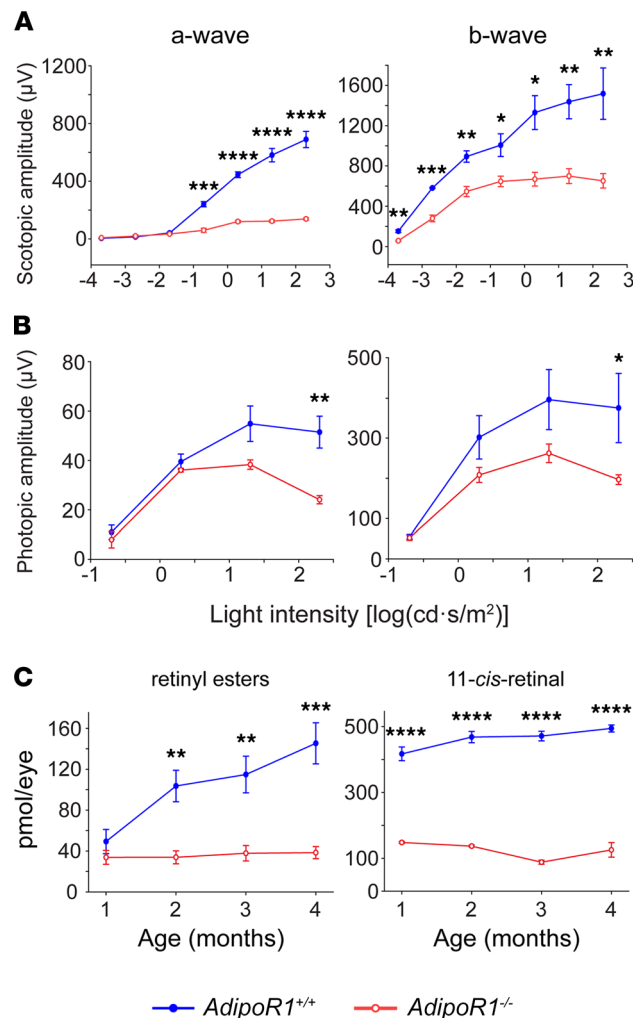 A
a-wave
b-wave
Scotopic amplitude (µV)
1200
800
400
0
-4 -3 -2 -1 0 1 2 3
*** **** **** ****
1600
1200
800
400
0
-4 -3 -2 -1 0 1 2 3
** *** ** * * ** **
B
Photopic amplitude (µV)
80
60
40
20
0
-1 0 1 2
**
500
300
100
0
-1 0 1 2
*
Light intensity [log(cd·s/m²)]
C
retinyl esters
11-cis-retinal
pmol/eye
160
120
80
40
0
1 2 3 4
** ** ***
Age (months)
500
300
100
0
1 2 3 4
**** **** **** ****
Age (months)
AdipoR1+/+ AdipoR1-/-